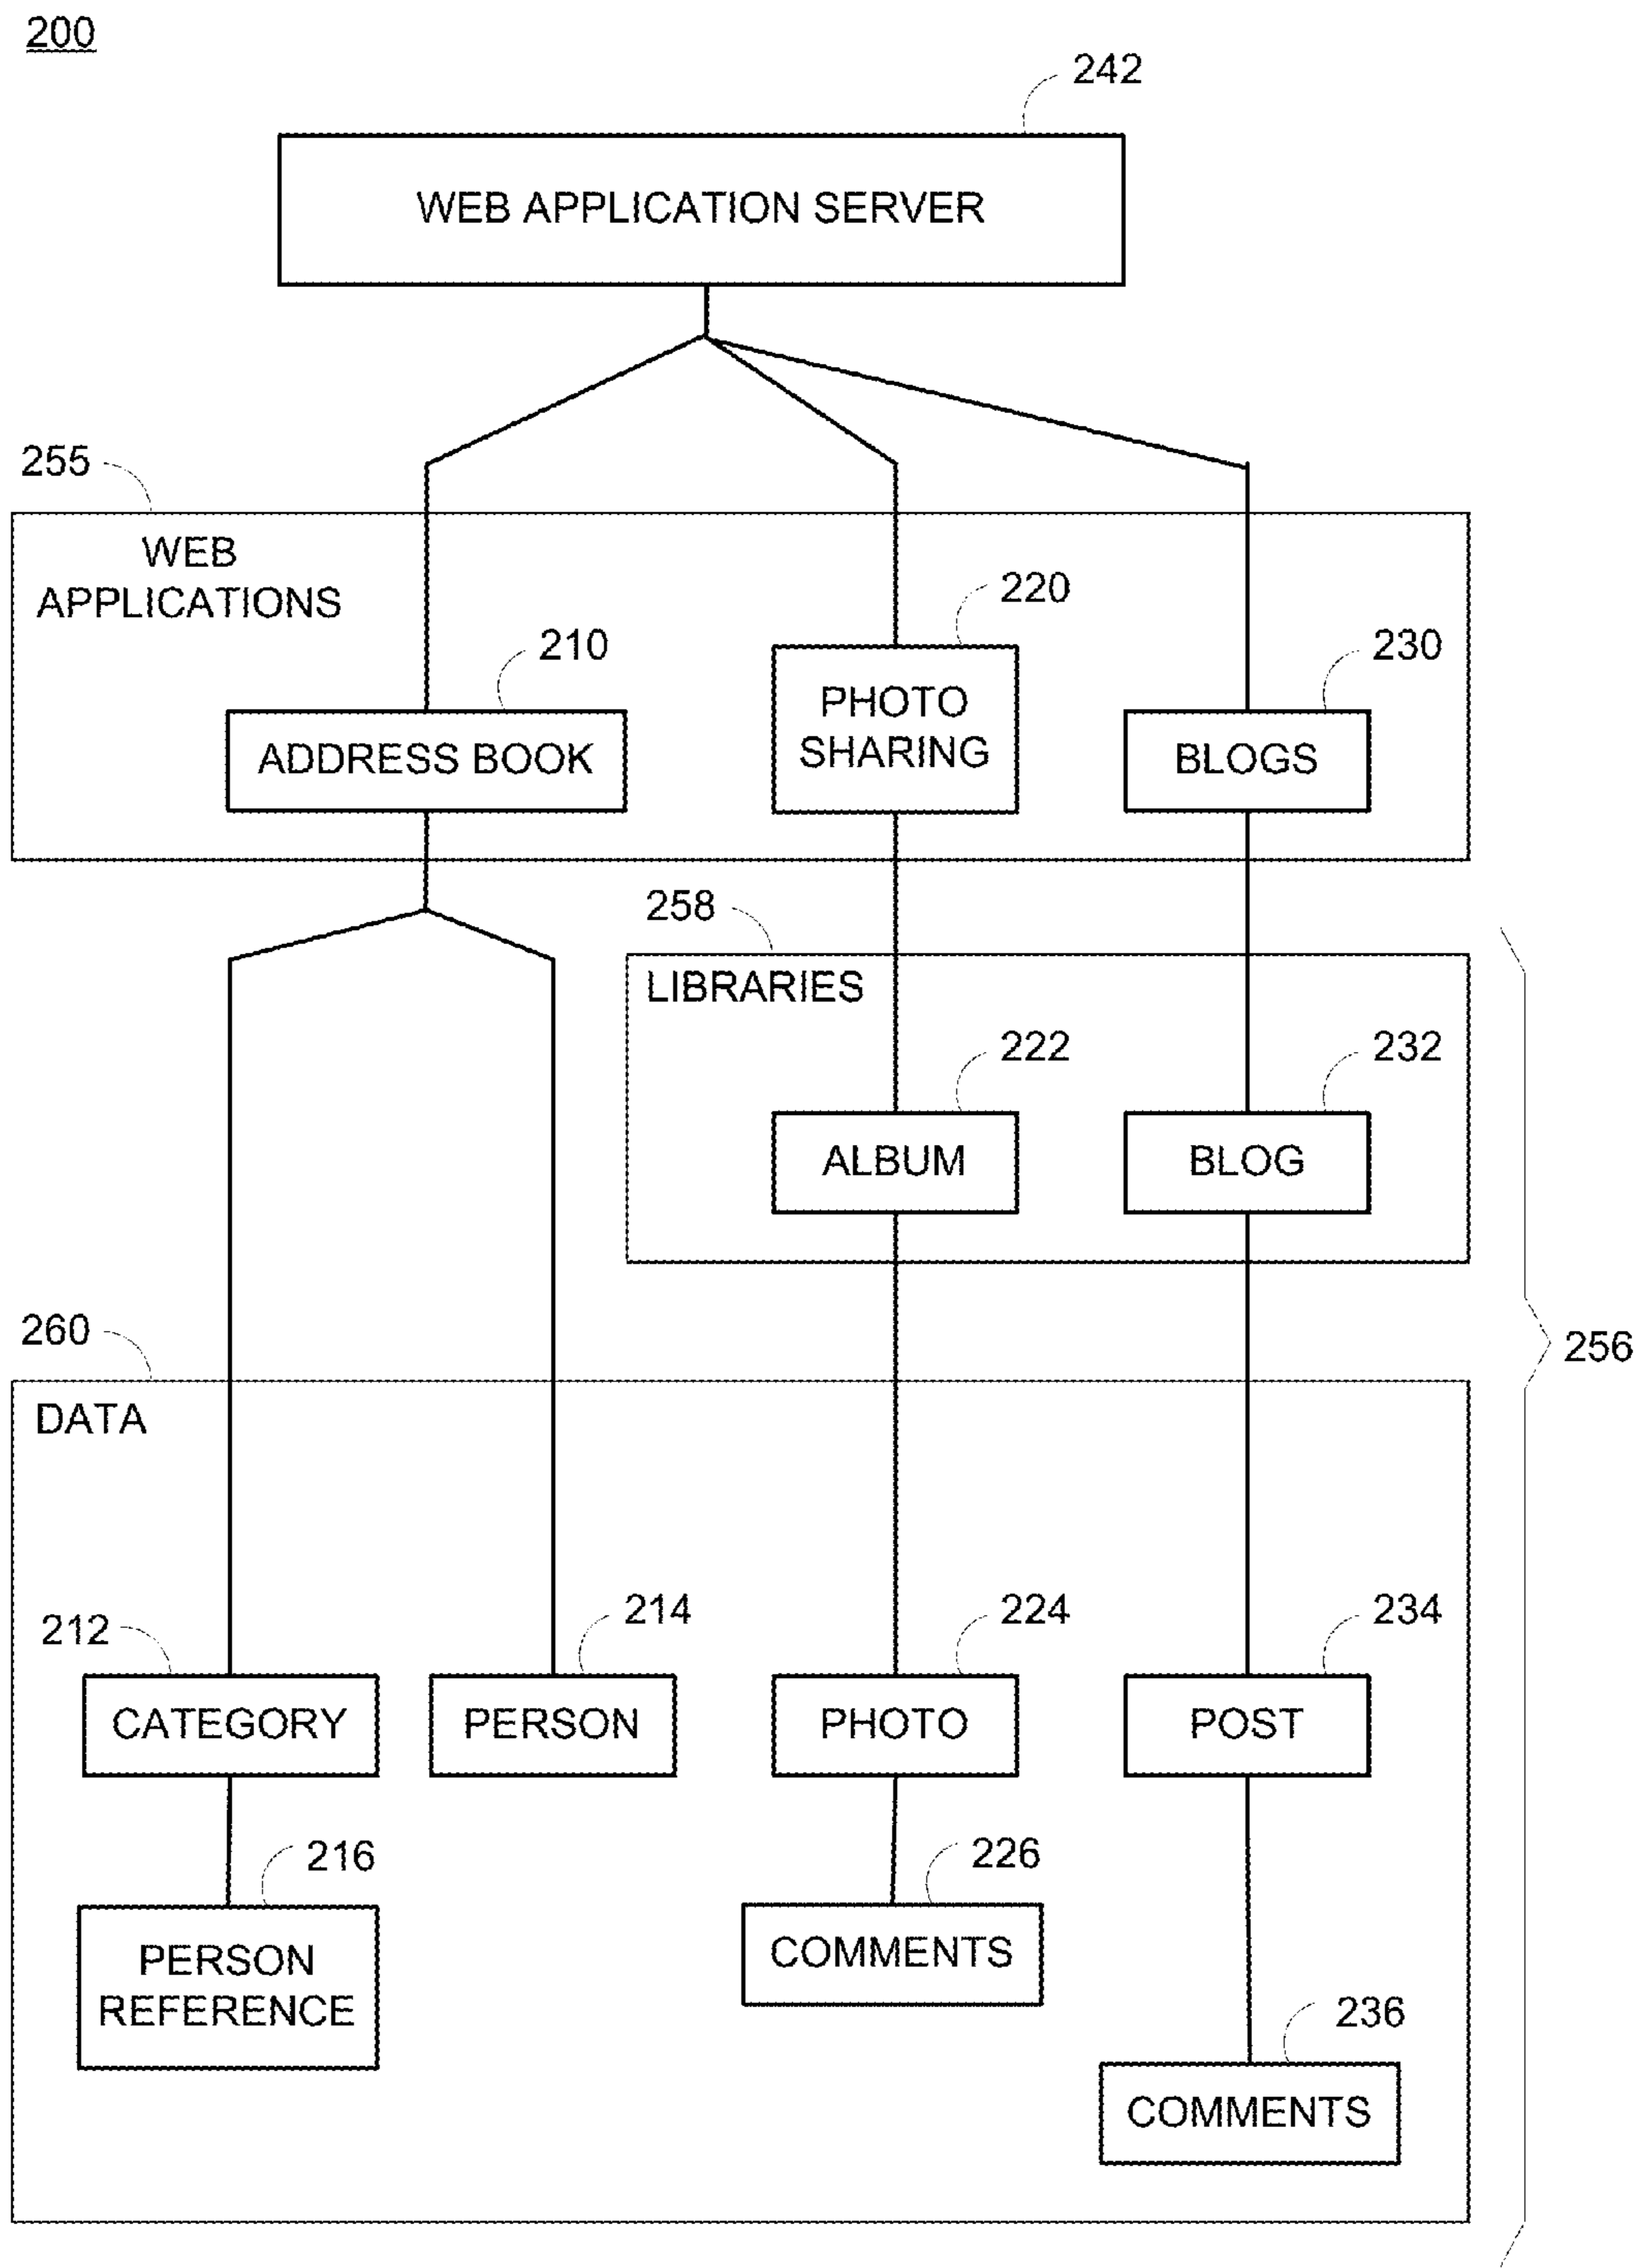 200
242
WEB APPLICATION SERVER
255
WEB
APPLICATIONS
220
210
230
PHOTO
SHARING
ADDRESS BOOK
BLOGS
258
LIBRARIES
222
232
ALBUM
BLOG
260
256
DATA
212
214
224
234
CATEGORY
PERSON
PHOTO
POST
216
226
PERSON
REFERENCE
COMMENTS
236
COMMENTS